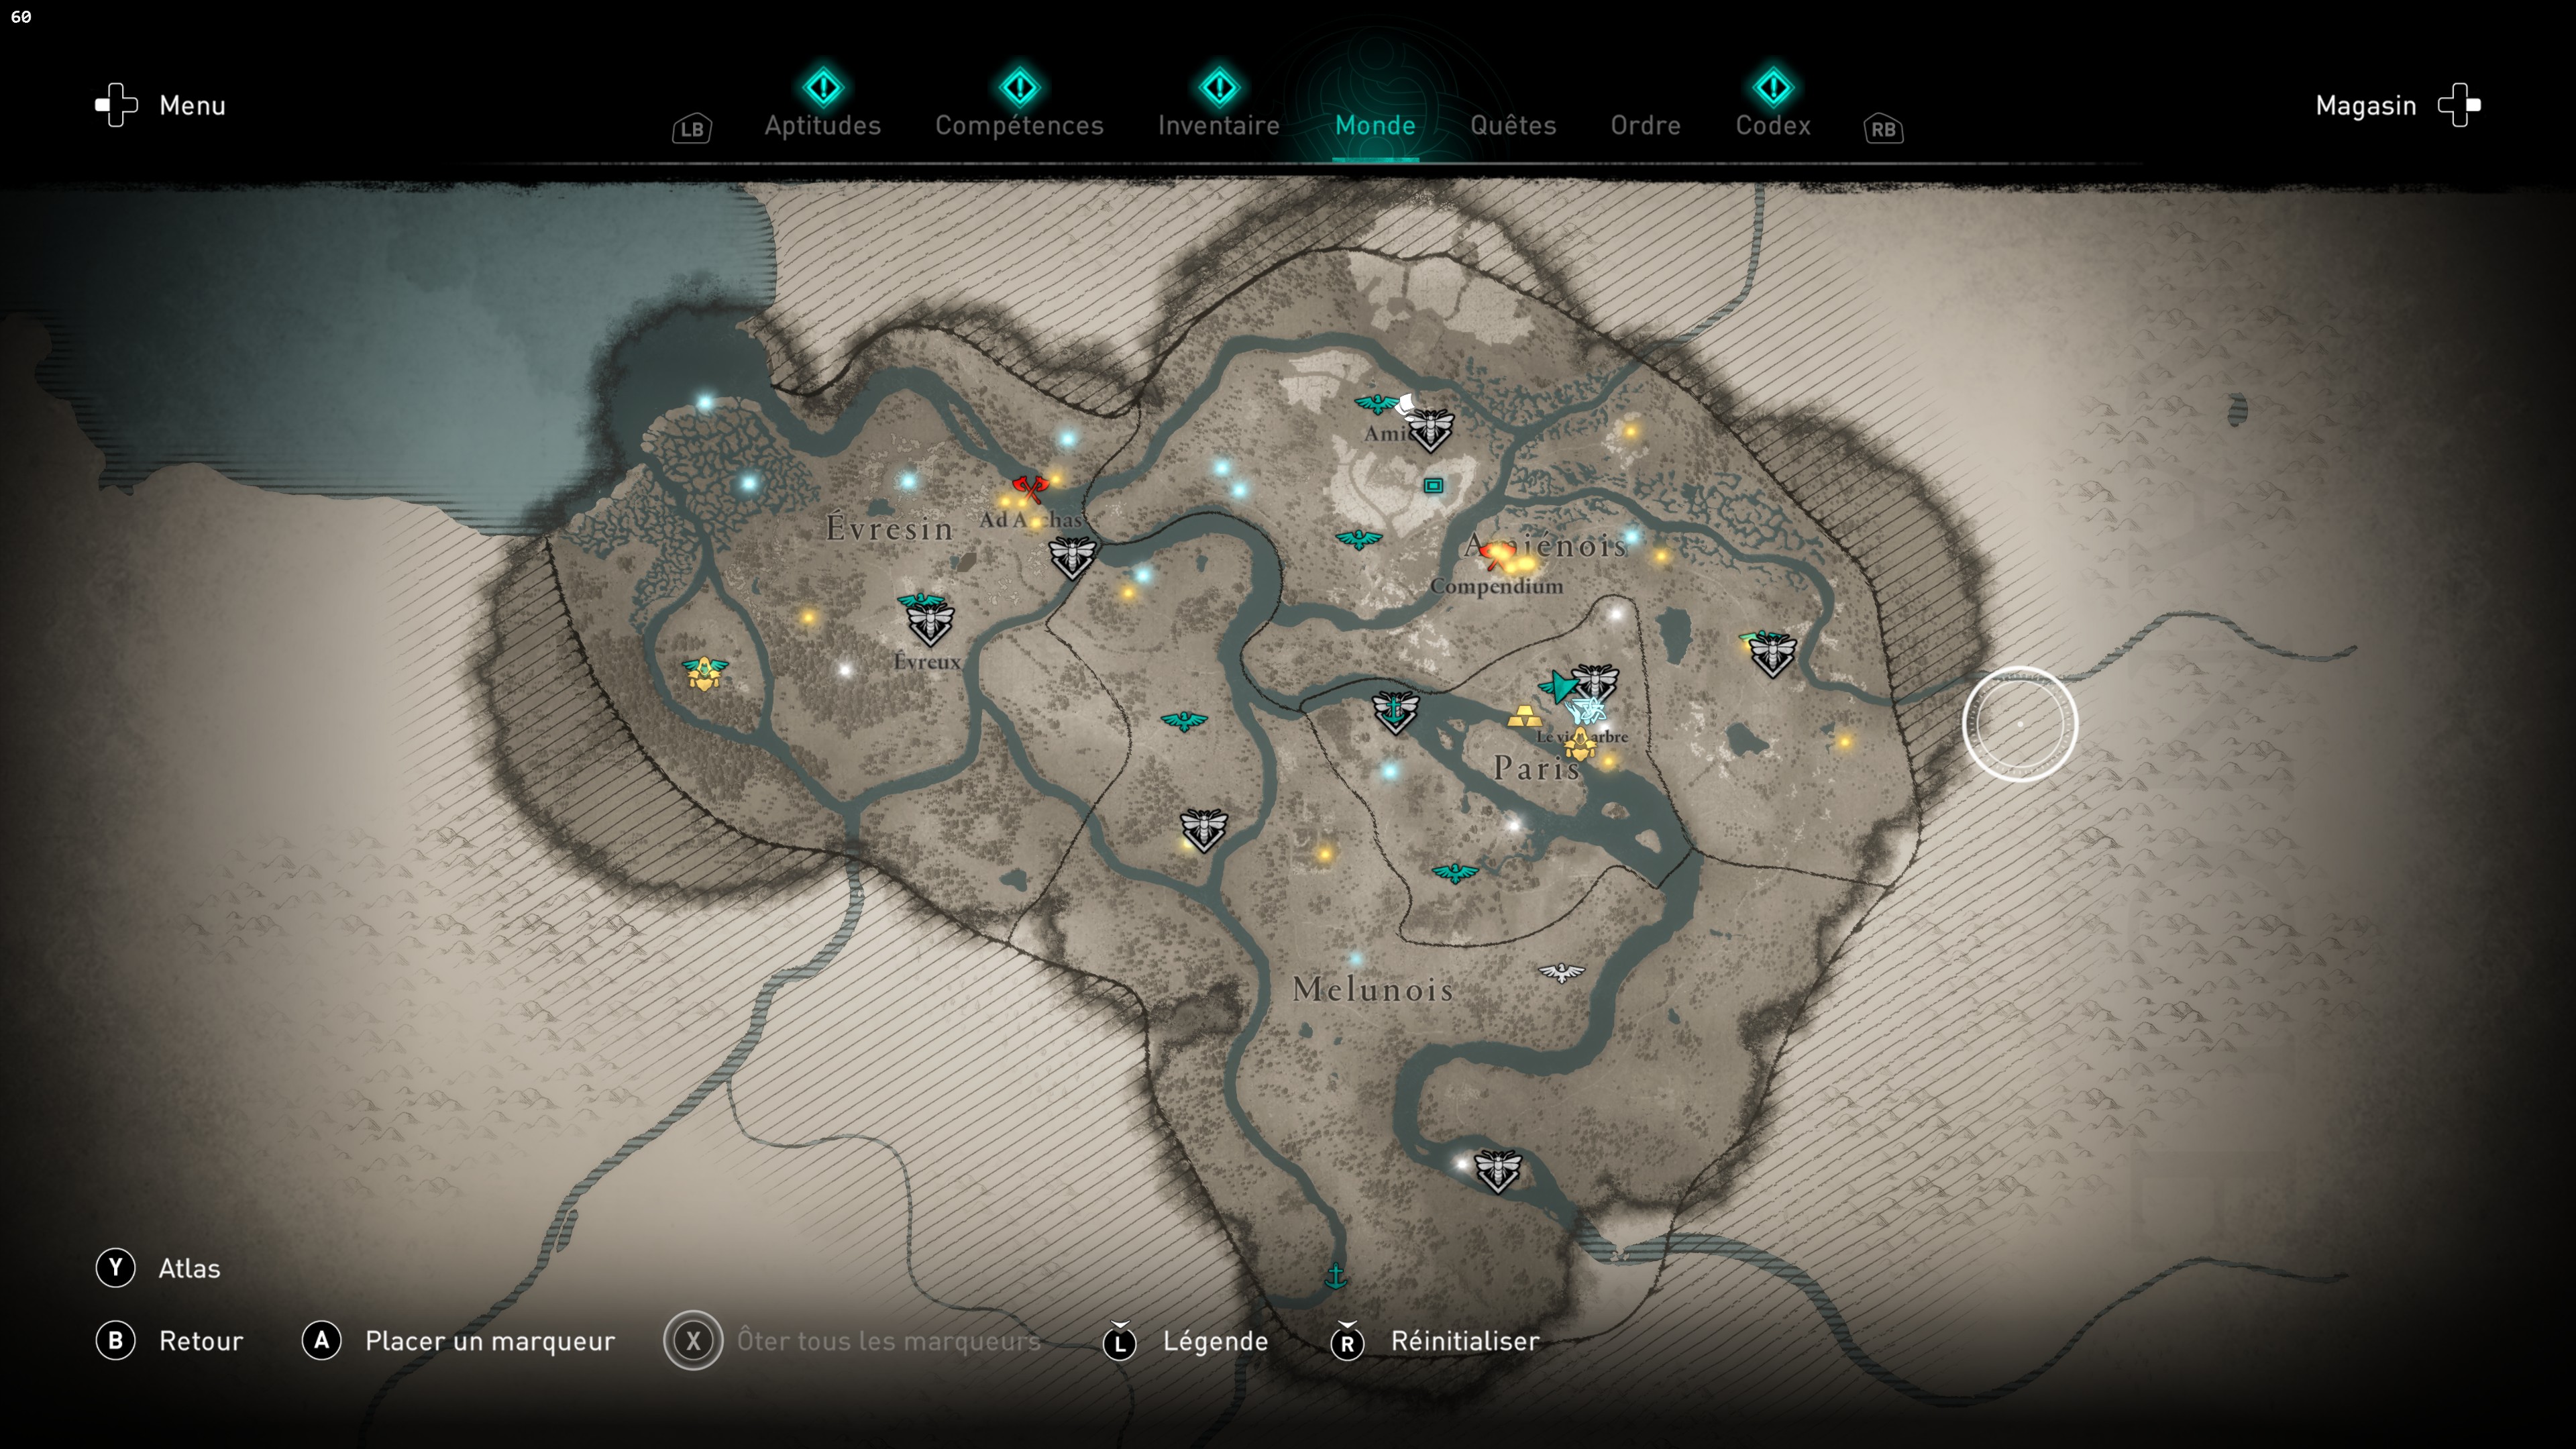 60
Menu
LB Aptitudes Compétences Inventaire Monde Quêtes Ordre Codex RB
Magasin
Évresin
Amiénois
Compendium
Évreux
Paris
Melunois
Y Atlas
B Retour A Placer un marqueur X Ôter tous les marqueurs L Légende R Réinitialiser